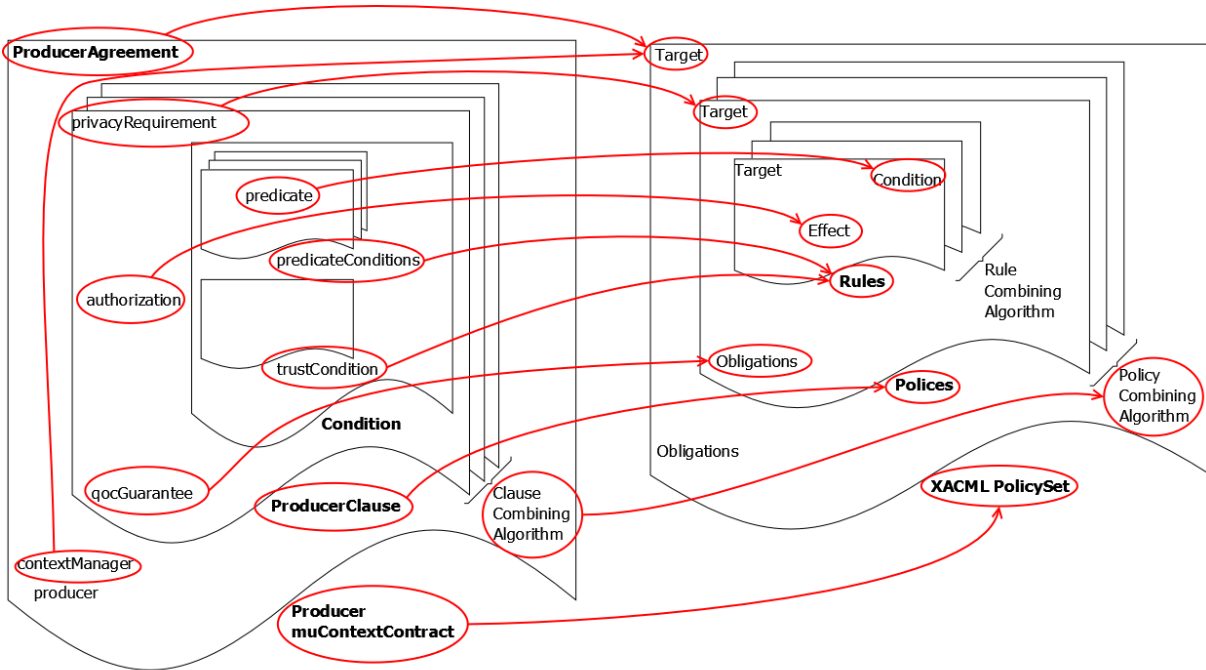 ProducerAgreement
privacyRequirement
predicate
predicateConditions
authorization
trustCondition
Condition
qocGuarantee
ProducerClause
Clause
Combining
Algorithm
contextManager
producer
Producer
muContextContract
Target
Target
Target
Condition
Effect
Rules
Rule
Combining
Algorithm
Obligations
Polices
Policy
Combining
Algorithm
Obligations
XACML PolicySet